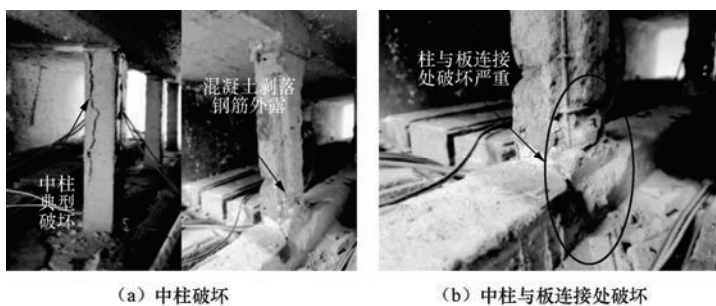 中柱
典型
破坏
混凝土剥落
钢筋外露
柱与板连接
处破坏严重
（a）中柱破坏
（b）中柱与板连接处破坏